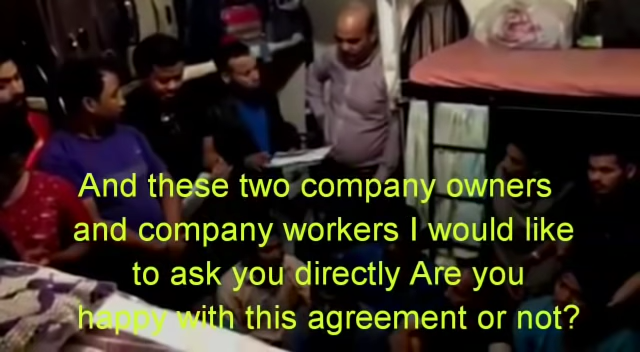 And these two company owners
and company workers I would like
to ask you directly Are you
happy with this agreement or not?